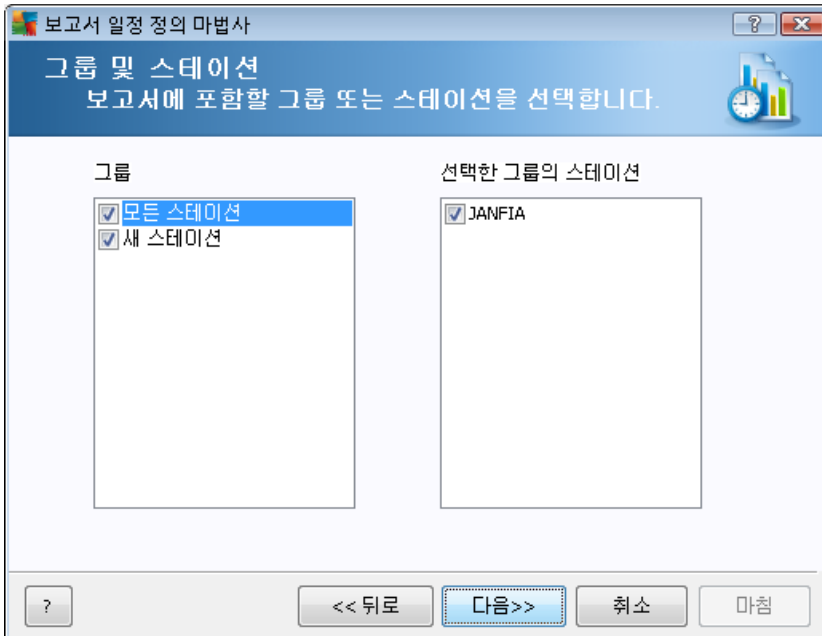 보고서 일정 정의 마법사
?
그룹 및 스테이션
보고서에 포함할 그룹 또는 스테이션을 선택합니다.
그룹
선택한 그룹의 스테이션
모든 스테이션
새 스테이션
JANFIA
?
<< 뒤로
다음>>
취소
마침